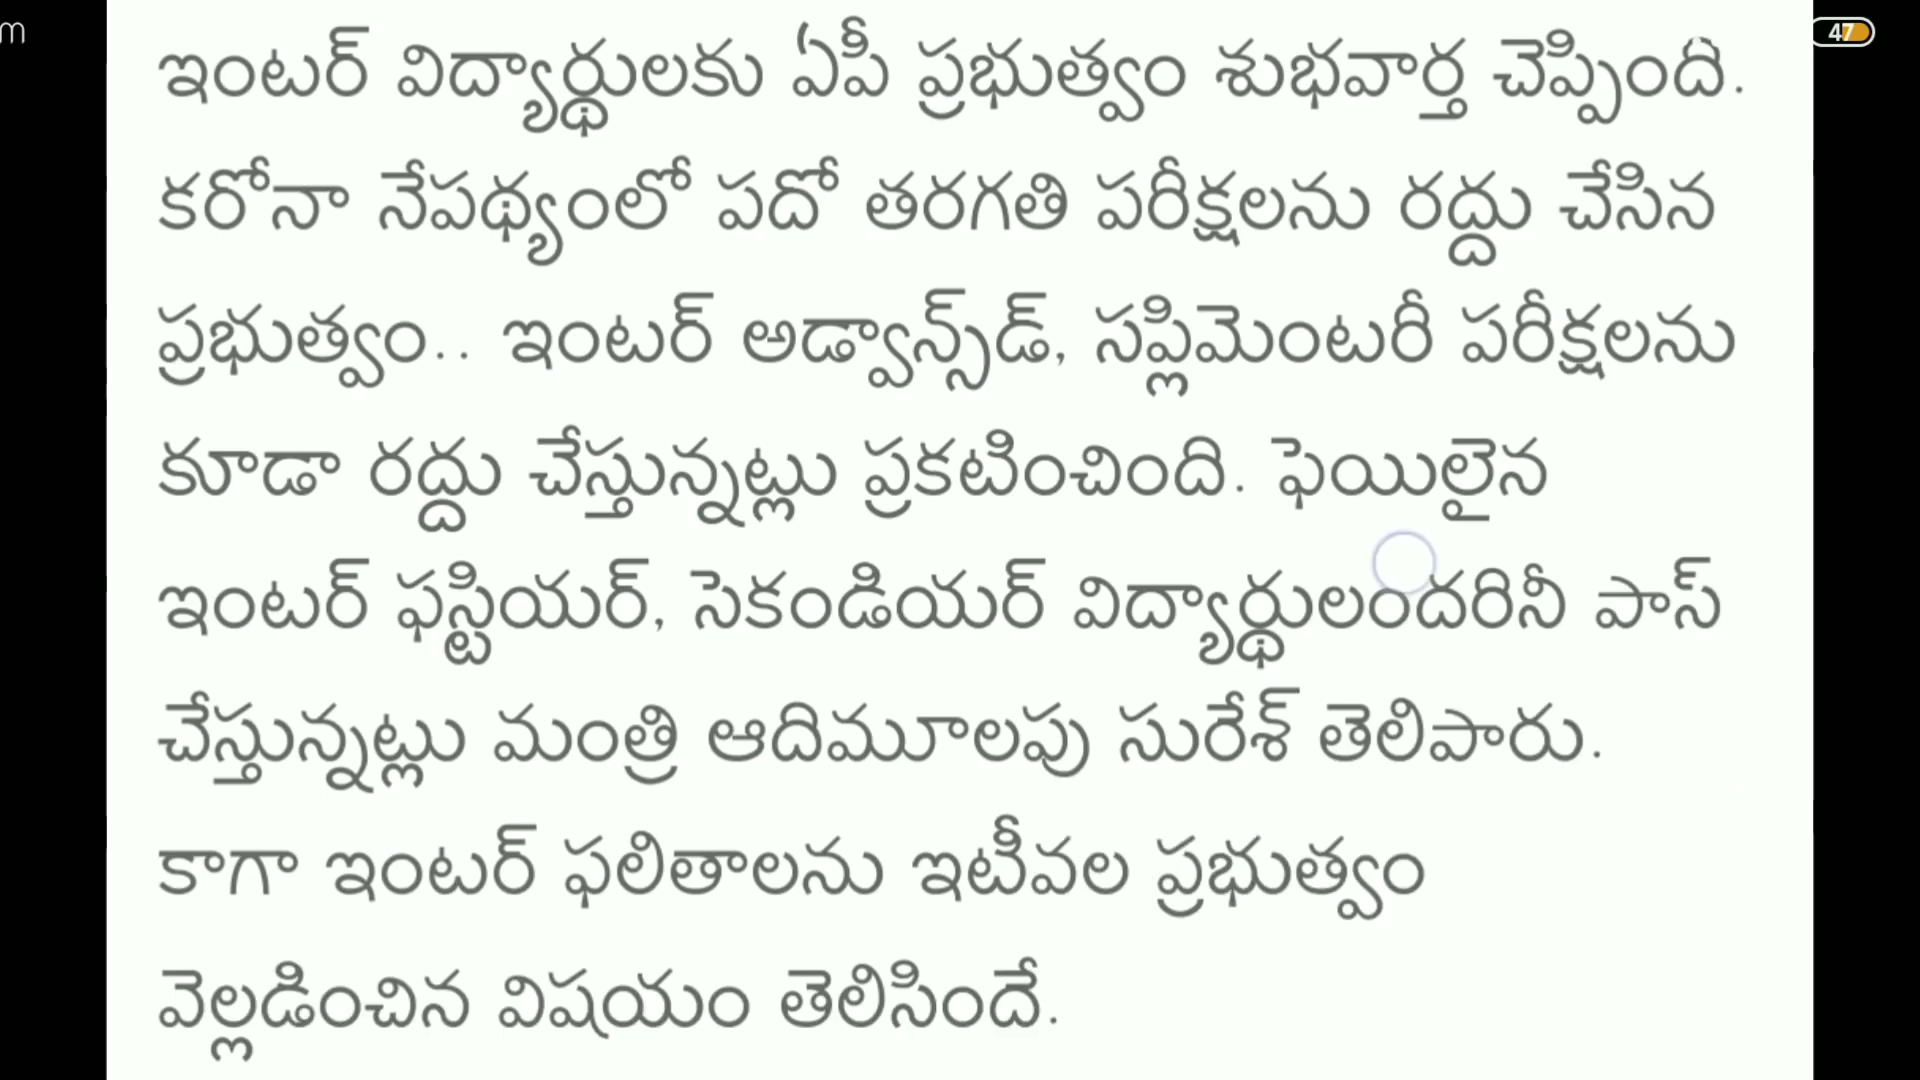 m
47
ఇంటర్ విద్యార్థులకు ఏపీ ప్రభుత్వం శుభవార్త చెప్పింది.
కరోనా నేపథ్యంలో పదో తరగతి పరీక్షలను రద్దు చేసిన
ప్రభుత్వం.. ఇంటర్ అడ్వాన్స్‌డ్, సప్లిమెంటరీ పరీక్షలను
కూడా రద్దు చేస్తున్నట్లు ప్రకటించింది. ఫెయిలైన
ఇంటర్ ఫస్టియర్, సెకండియర్ విద్యార్థులందరినీ పాస్
చేస్తున్నట్లు మంత్రి ఆదిమూలపు సురేశ్ తెలిపారు.
కాగా ఇంటర్ ఫలితాలను ఇటీవల ప్రభుత్వం
వెల్లడించిన విషయం తెలిసిందే.